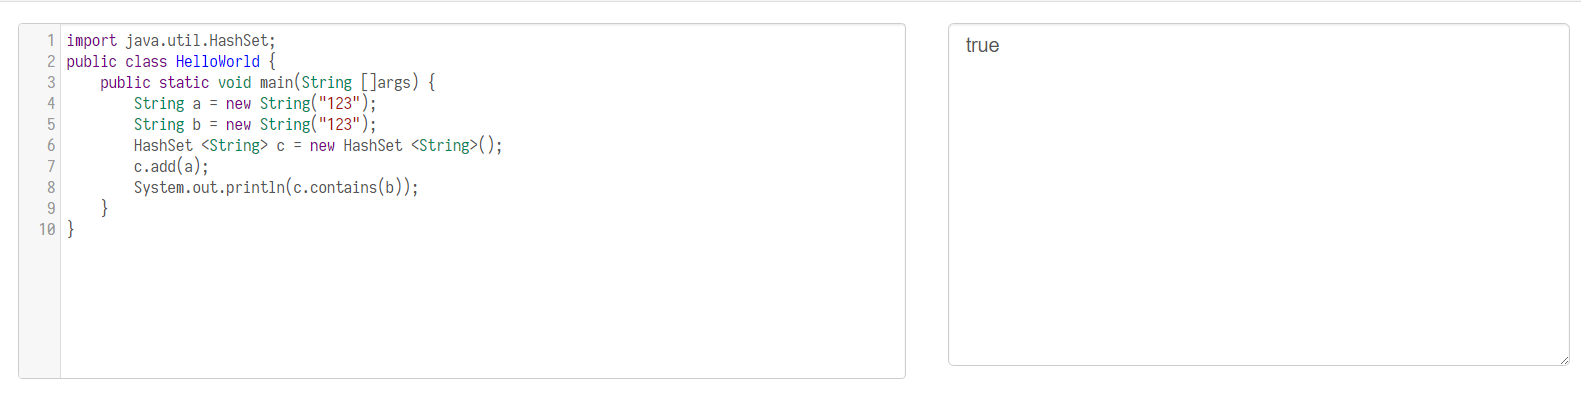 1 import java.util.HashSet;
2 public class HelloWorld {
3     public static void main(String []args) {
4         String a = new String("123");
5         String b = new String("123");
6         HashSet <String> c = new HashSet <String>();
7         c.add(a);
8         System.out.println(c.contains(b));
9     }
10 }
true